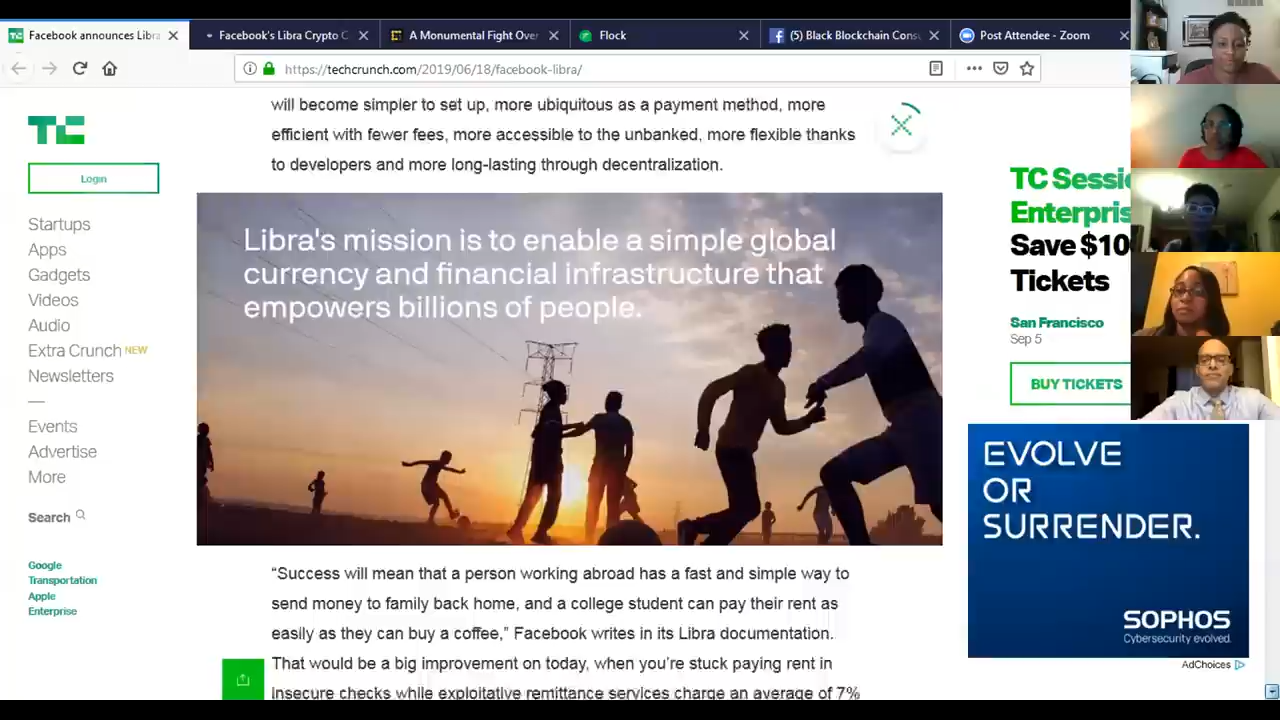 Facebook announces Libra
Facebook's Libra Crypto C
A Monumental Fight Over
Flock
(5) Black Blockchain Cons
Post Attendee - Zoom
https://techcrunch.com/2019/06/18/facebook-libra/
TC
Login
Startups
Apps
Gadgets
Videos
Audio
Extra Crunch NEW
Newsletters
Events
Advertise
More
Search
Google
Transportation
Apple
Enterprise
will become simpler to set up, more ubiquitous as a payment method, more
efficient with fewer fees, more accessible to the unbanked, more flexible thanks
to developers and more long-lasting through decentralization.
Libra's mission is to enable a simple global
currency and financial infrastructure that
empowers billions of people.
“Success will mean that a person working abroad has a fast and simple way to
send money to family back home, and a college student can pay their rent as
easily as they can buy a coffee,” Facebook writes in its Libra documentation.
That would be a big improvement on today, when you’re stuck paying rent in
insecure checks while exploitative remittance services charge an average of 7%
TC Sessi
Enterpris
Save $10
Tickets
San Francisco
Sep 5
BUY TICKETS
EVOLVE
OR
SURRENDER.
SOPHOS
Cybersecurity evolved.
AdChoices